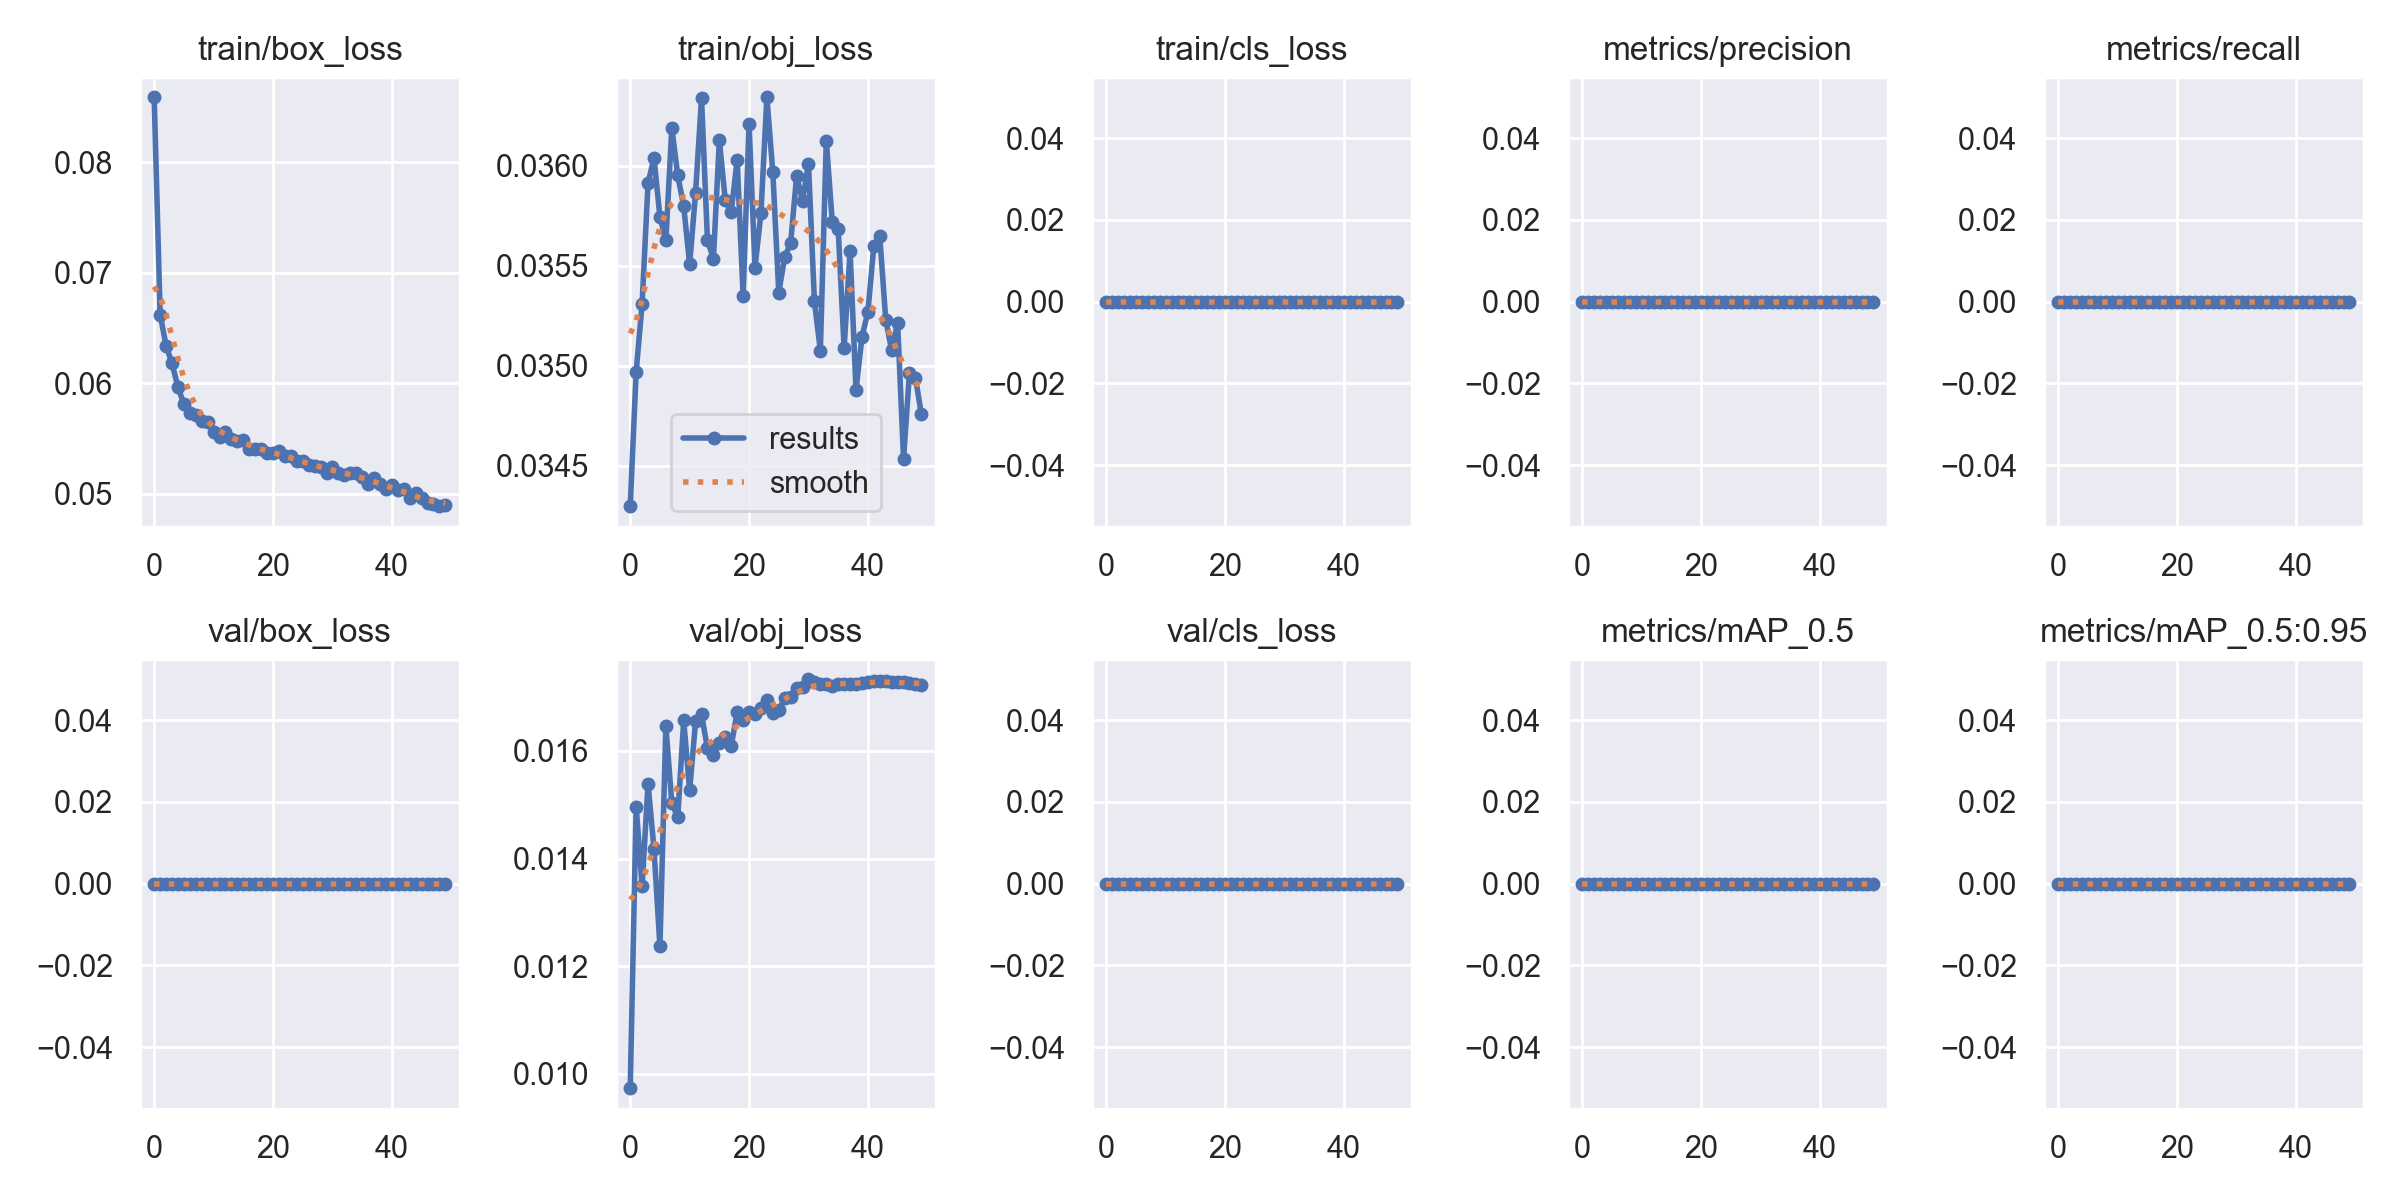 train/box_loss
train/obj_loss
train/cls_loss
metrics/precision
metrics/recall
0.08
0.07
0.06
0.05
0 20 40
0.0360
0.0355
0.0350
0.0345
results
smooth
0 20 40
0.04
0.02
0.00
−0.02
−0.04
0 20 40
0.04
0.02
0.00
−0.02
−0.04
0 20 40
0.04
0.02
0.00
−0.02
−0.04
0 20 40
val/box_loss
val/obj_loss
val/cls_loss
metrics/mAP_0.5
metrics/mAP_0.5:0.95
0.04
0.02
0.00
−0.02
−0.04
0 20 40
0.016
0.014
0.012
0.010
0 20 40
0.04
0.02
0.00
−0.02
−0.04
0 20 40
0.04
0.02
0.00
−0.02
−0.04
0 20 40
0.04
0.02
0.00
−0.02
−0.04
0 20 40